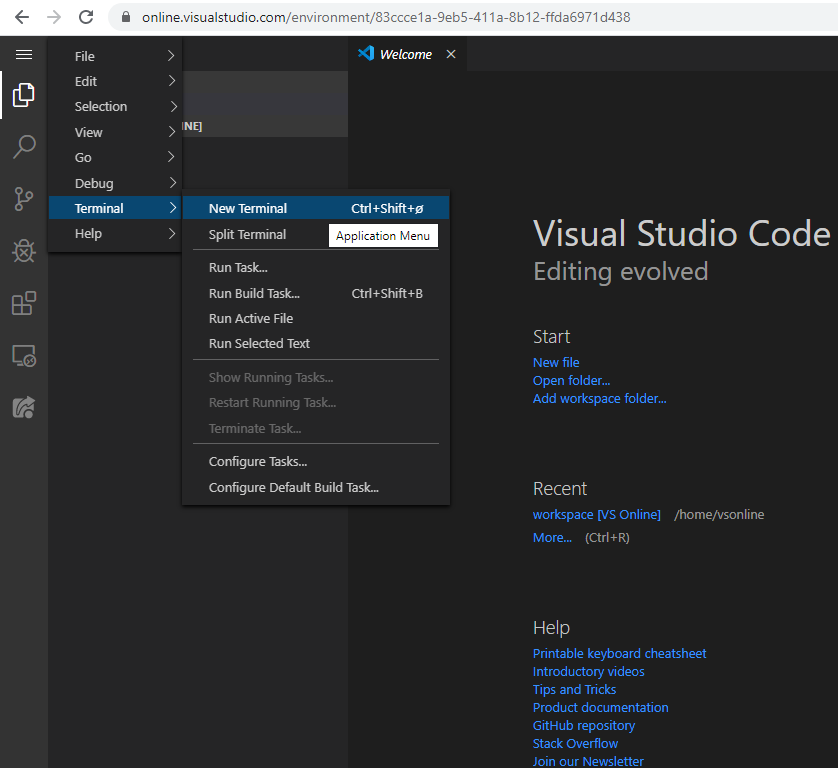 online.visualstudio.com/environment/83ccce1a-9eb5-411a-8b12-ffda6971d438
File
Edit
Selection
View
Go
Debug
Terminal
Help
NE]
New Terminal Ctrl+Shift+ø
Split Terminal
Application Menu
Run Task...
Run Build Task... Ctrl+Shift+B
Run Active File
Run Selected Text
Show Running Tasks...
Restart Running Task...
Terminate Task...
Configure Tasks...
Configure Default Build Task...
Welcome
Visual Studio Code
Editing evolved
Start
New file
Open folder...
Add workspace folder...
Recent
workspace [VS Online] /home/vsonline
More... (Ctrl+R)
Help
Printable keyboard cheatsheet
Introductory videos
Tips and Tricks
Product documentation
GitHub repository
Stack Overflow
Join our Newsletter